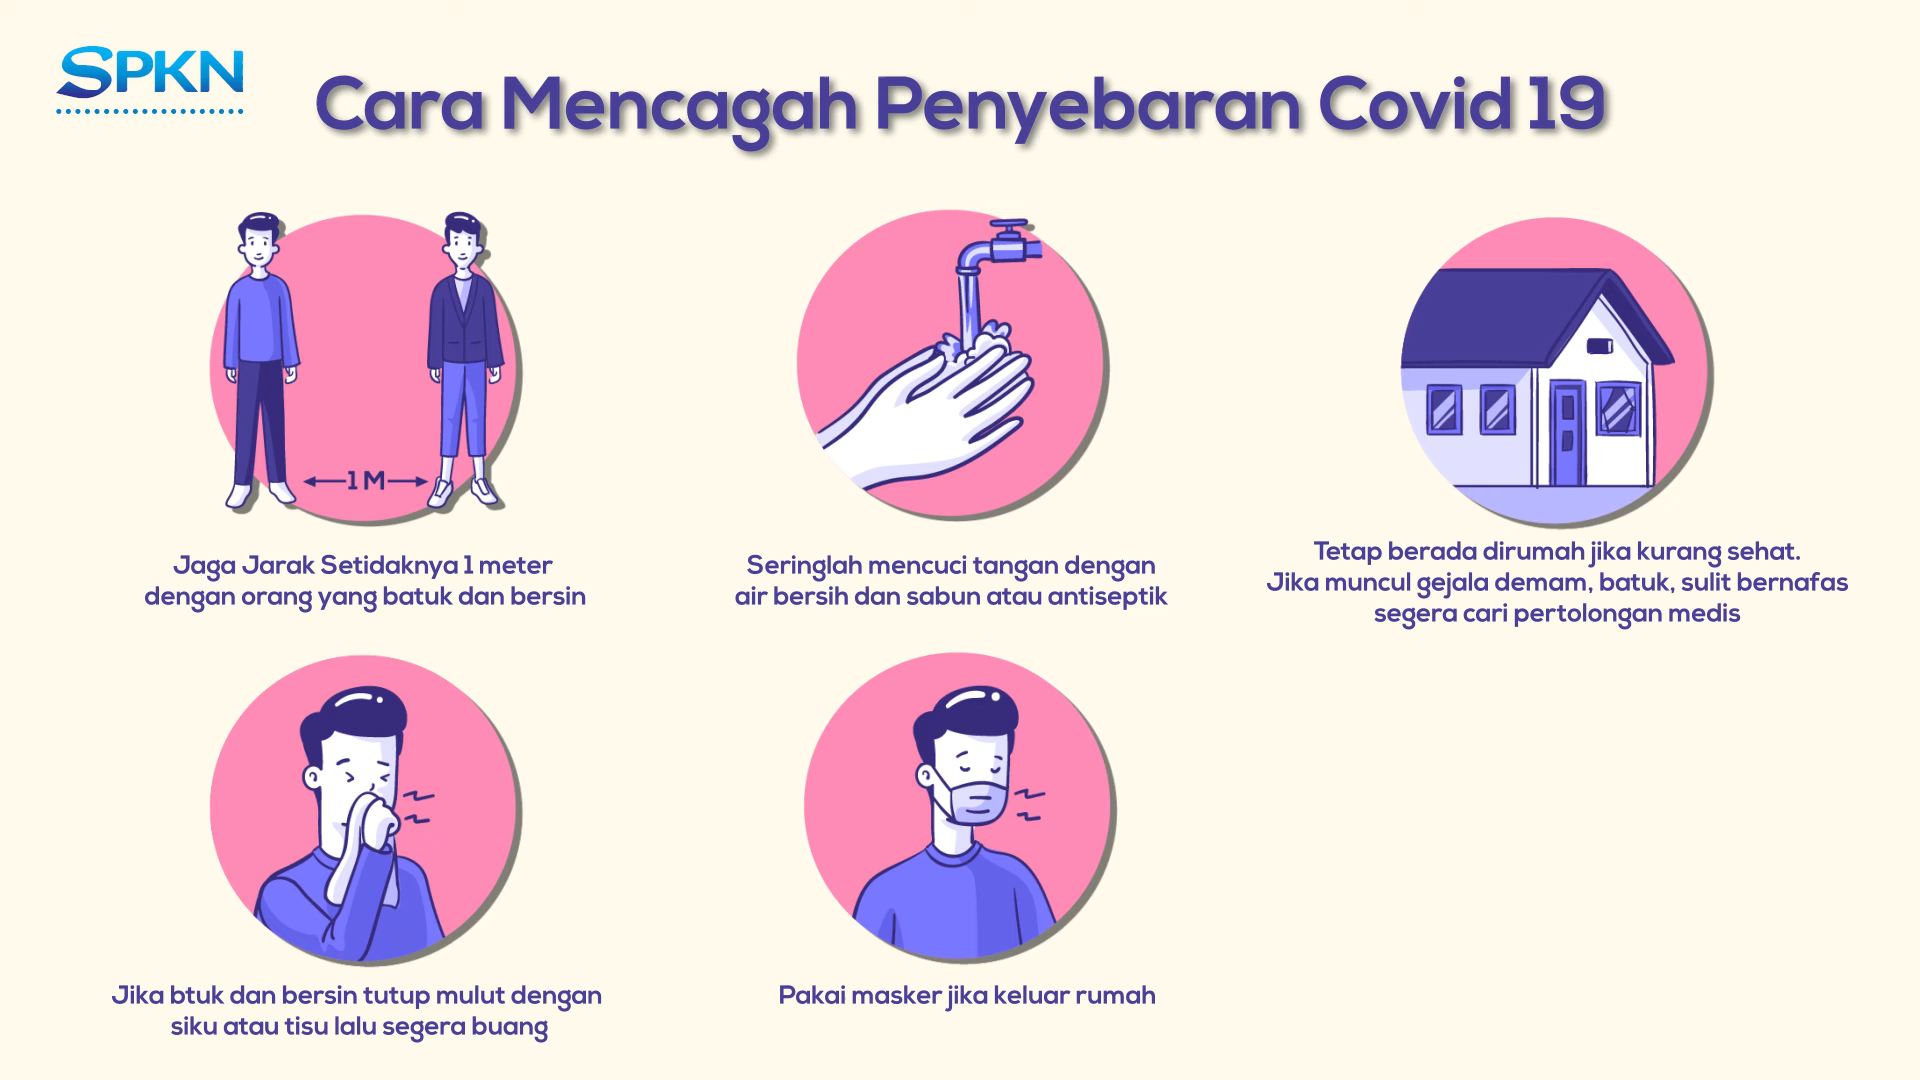 SPKN
Cara Mencagah Penyebaran Covid 19
1 M
Jaga Jarak Setidaknya 1 meter
dengan orang yang batuk dan bersin
Seringlah mencuci tangan dengan
air bersih dan sabun atau antiseptik
Tetap berada dirumah jika kurang sehat.
Jika muncul gejala demam, batuk, sulit bernafas
segera cari pertolongan medis
Jika btuk dan bersin tutup mulut dengan
siku atau tisu lalu segera buang
Pakai masker jika keluar rumah